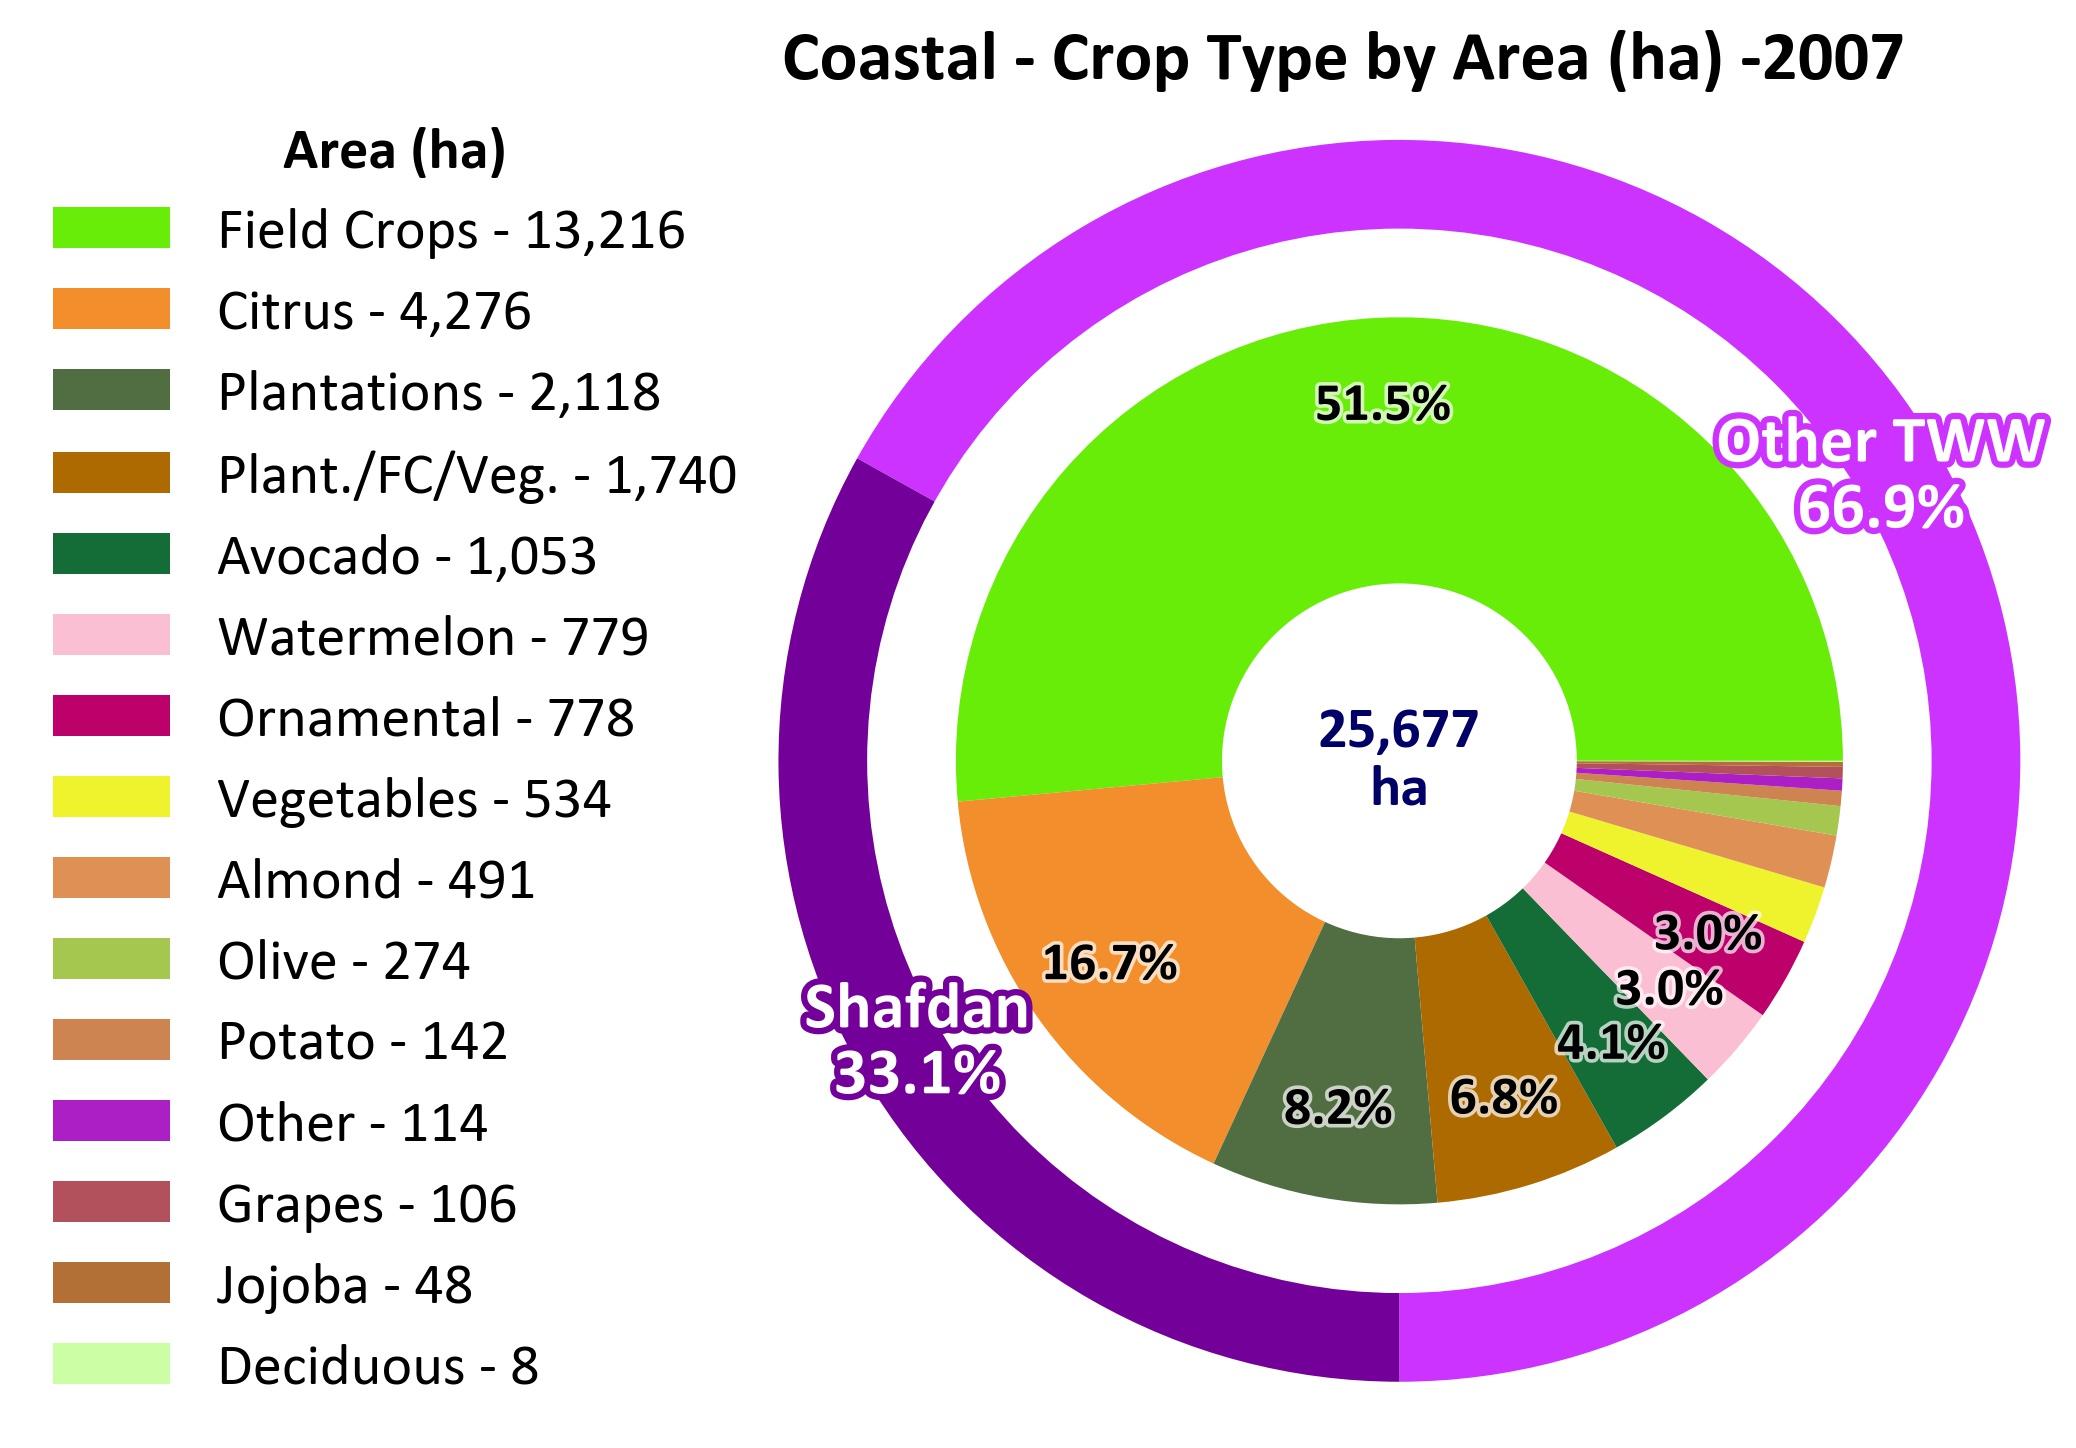 Coastal - Crop Type by Area (ha) -2007
Area (ha)
Field Crops - 13,216
Citrus - 4,276
Plantations - 2,118
Plant./FC/Veg. - 1,740
Avocado - 1,053
Watermelon - 779
Ornamental - 778
Vegetables - 534
Almond - 491
Olive - 274
Potato - 142
Other - 114
Grapes - 106
Jojoba - 48
Deciduous - 8
51.5%
Other TWW
66.9%
25,677
ha
3.0%
16.7%
3.0%
Shafdan
33.1%
4.1%
6.8%
8.2%